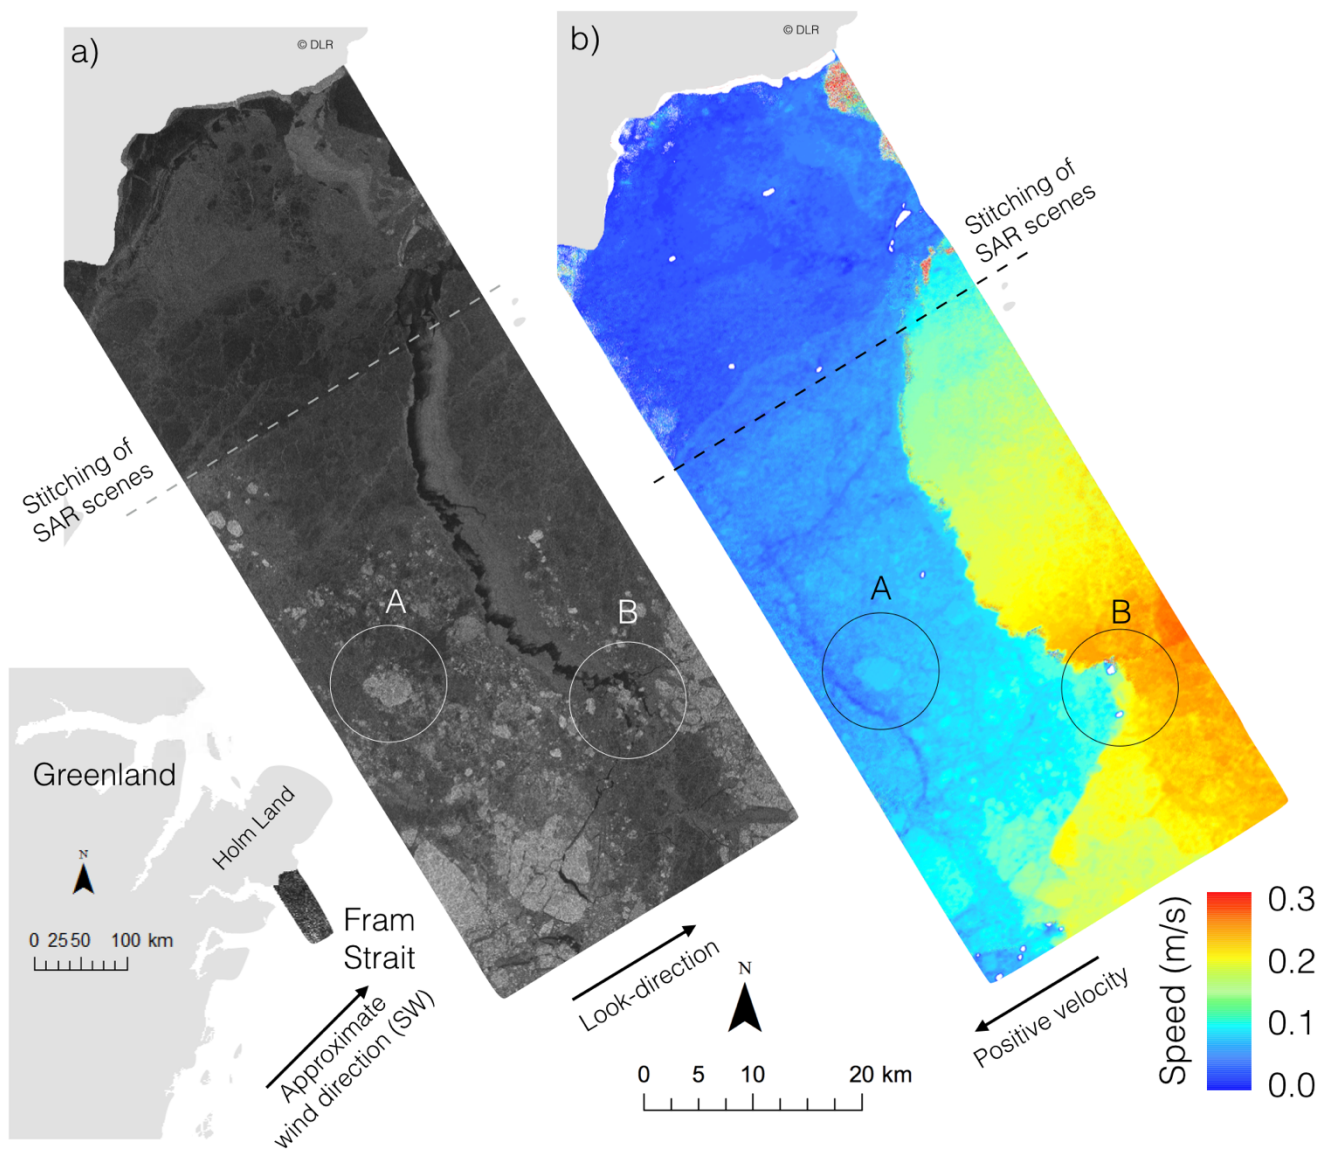 a)
© DLR
b)
© DLR
Stitching of
SAR scenes
Stitching of
SAR scenes
A
B
A
B
Greenland
Holm Land
N
0 25 50 100 km
Fram
Strait
Approximate
wind direction (SW)
Look-direction
N
0 5 10 20 km
Positive velocity
Speed (m/s)
0.3
0.2
0.1
0.0